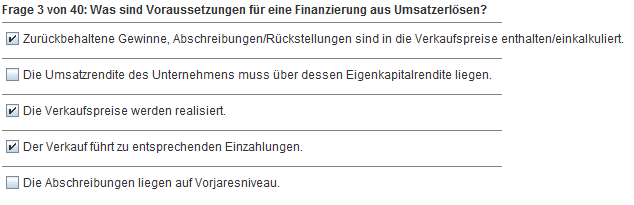 Frage 3 von 40: Was sind Voraussetzungen für eine Finanzierung aus Umsatzerlösen?
Zurückbehaltene Gewinne, Abschreibungen/Rückstellungen sind in die Verkaufspreise enthalten/einkalkuliert.
Die Umsatzrendite des Unternehmens muss über dessen Eigenkapitalrendite liegen.
Die Verkaufspreise werden realisiert.
Der Verkauf führt zu entsprechenden Einzahlungen.
Die Abschreibungen liegen auf Vorjaresniveau.